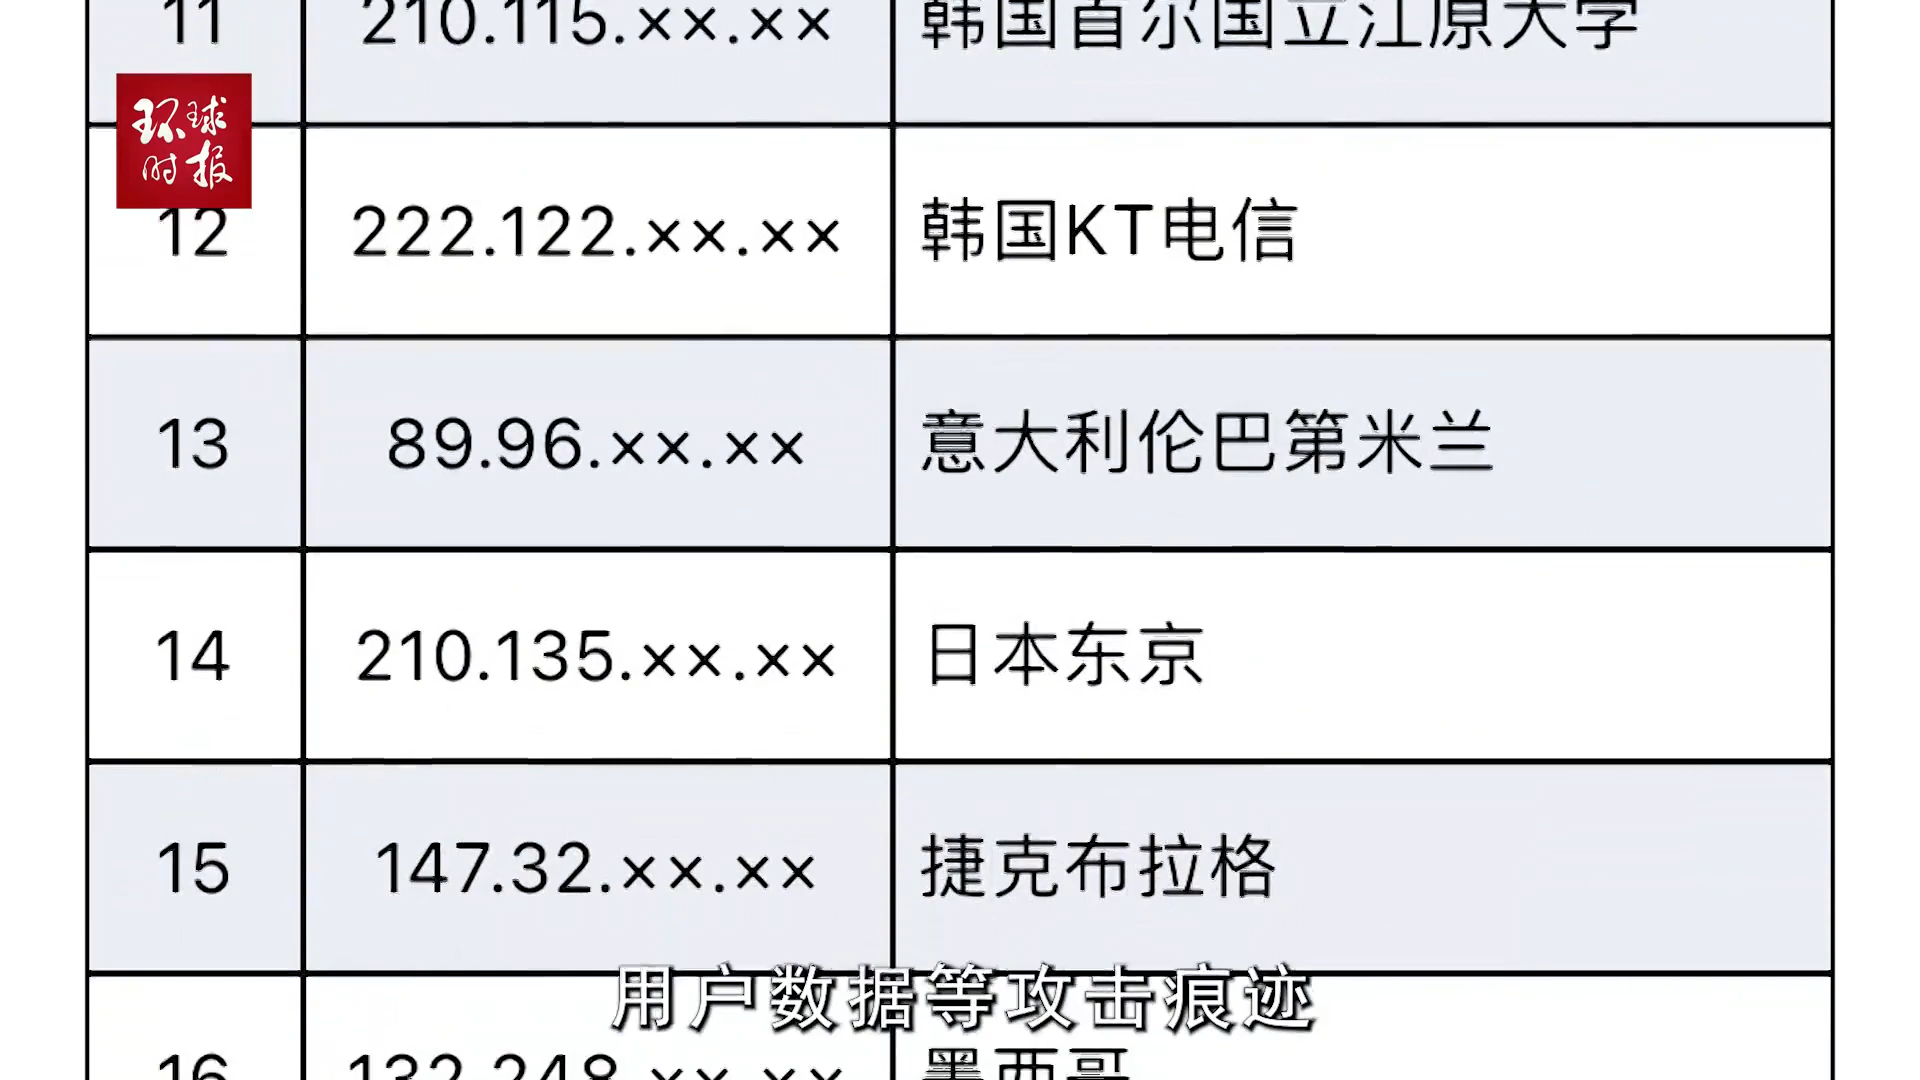 11 210.115.××.×× 韩国首尔国立江原大学
环球
时报
12 222.122.××.×× 韩国KT电信
13 89.96.××.×× 意大利伦巴第米兰
14 210.135.××.×× 日本东京
15 147.32.××.×× 捷克布拉格
用户数据等攻击痕迹
16 132.248.××.×× 墨西哥